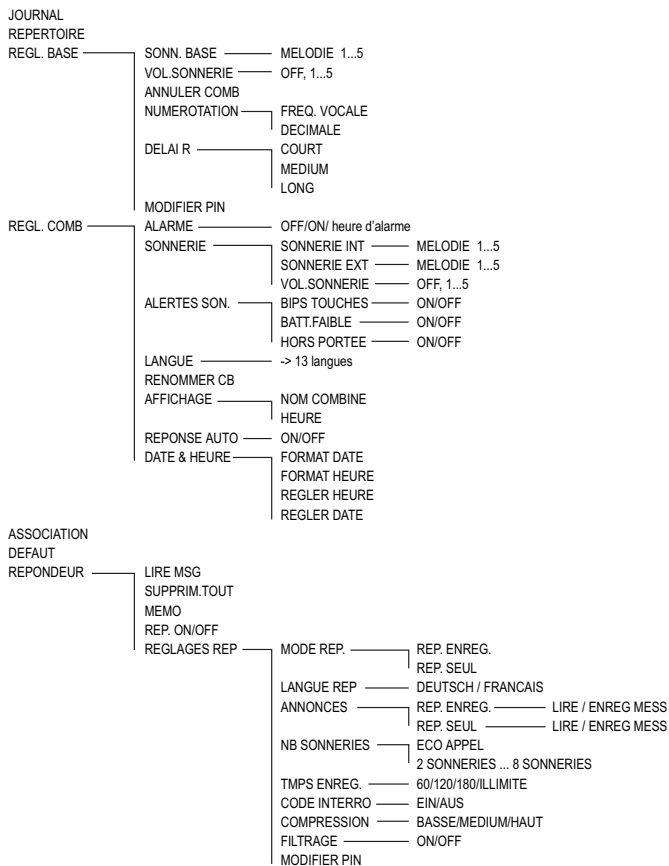 JOURNAL
REPERTOIRE
REGL. BASE SONN. BASE MELODIE 1...5
VOL.SONNERIE OFF, 1...5
ANNULER COMB
NUMEROTATION FREQ. VOCALE
DECIMALE
DELAI R COURT
MEDIUM
LONG
MODIFIER PIN
REGL. COMB ALARME OFF/ON/ heure d'alarme
SONNERIE SONNERIE INT MELODIE 1...5
SONNERIE EXT MELODIE 1...5
VOL.SONNERIE OFF, 1...5
ALERTES SON. BIPS TOUCHES ON/OFF
BATT.FAIBLE ON/OFF
HORS PORTEE ON/OFF
LANGUE -> 13 langues
RENOMMER CB
AFFICHAGE NOM COMBINE
HEURE
REPONSE AUTO ON/OFF
DATE & HEURE FORMAT DATE
FORMAT HEURE
REGLER HEURE
REGLER DATE
ASSOCIATION
DEFAUT
REPONDEUR LIRE MSG
SUPPRIM.TOUT
MEMO
REP. ON/OFF
REGLAGES REP MODE REP. REP. ENREG.
REP. SEUL
LANGUE REP DEUTSCH / FRANCAIS
ANNONCES REP. ENREG. LIRE / ENREG MESS
REP. SEUL LIRE / ENREG MESS
NB SONNERIES ECO APPEL
2 SONNERIES ... 8 SONNERIES
TMPS ENREG. 60/120/180/ILLIMITE
CODE INTERRO EIN/AUS
COMPRESSION BASSE/MEDIUM/HAUT
FILTRAGE ON/OFF
MODIFIER PIN